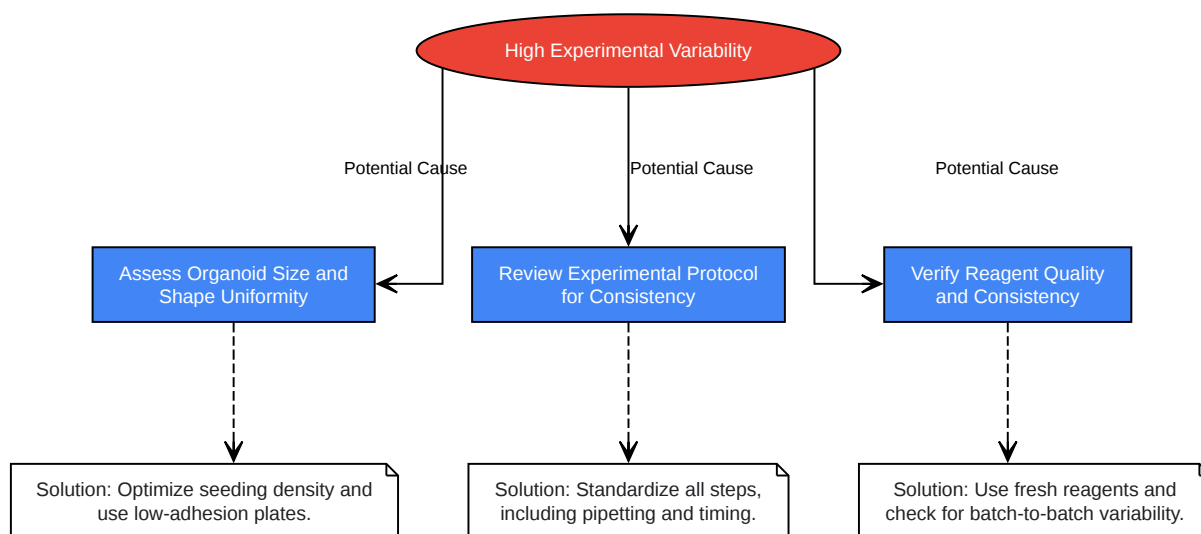 High Experimental Variability
Potential Cause
Potential Cause
Potential Cause
Assess Organoid Size and
Shape Uniformity
Review Experimental Protocol
for Consistency
Verify Reagent Quality
and Consistency
Solution: Optimize seeding density and
use low-adhesion plates.
Solution: Standardize all steps,
including pipetting and timing.
Solution: Use fresh reagents and
check for batch-to-batch variability.